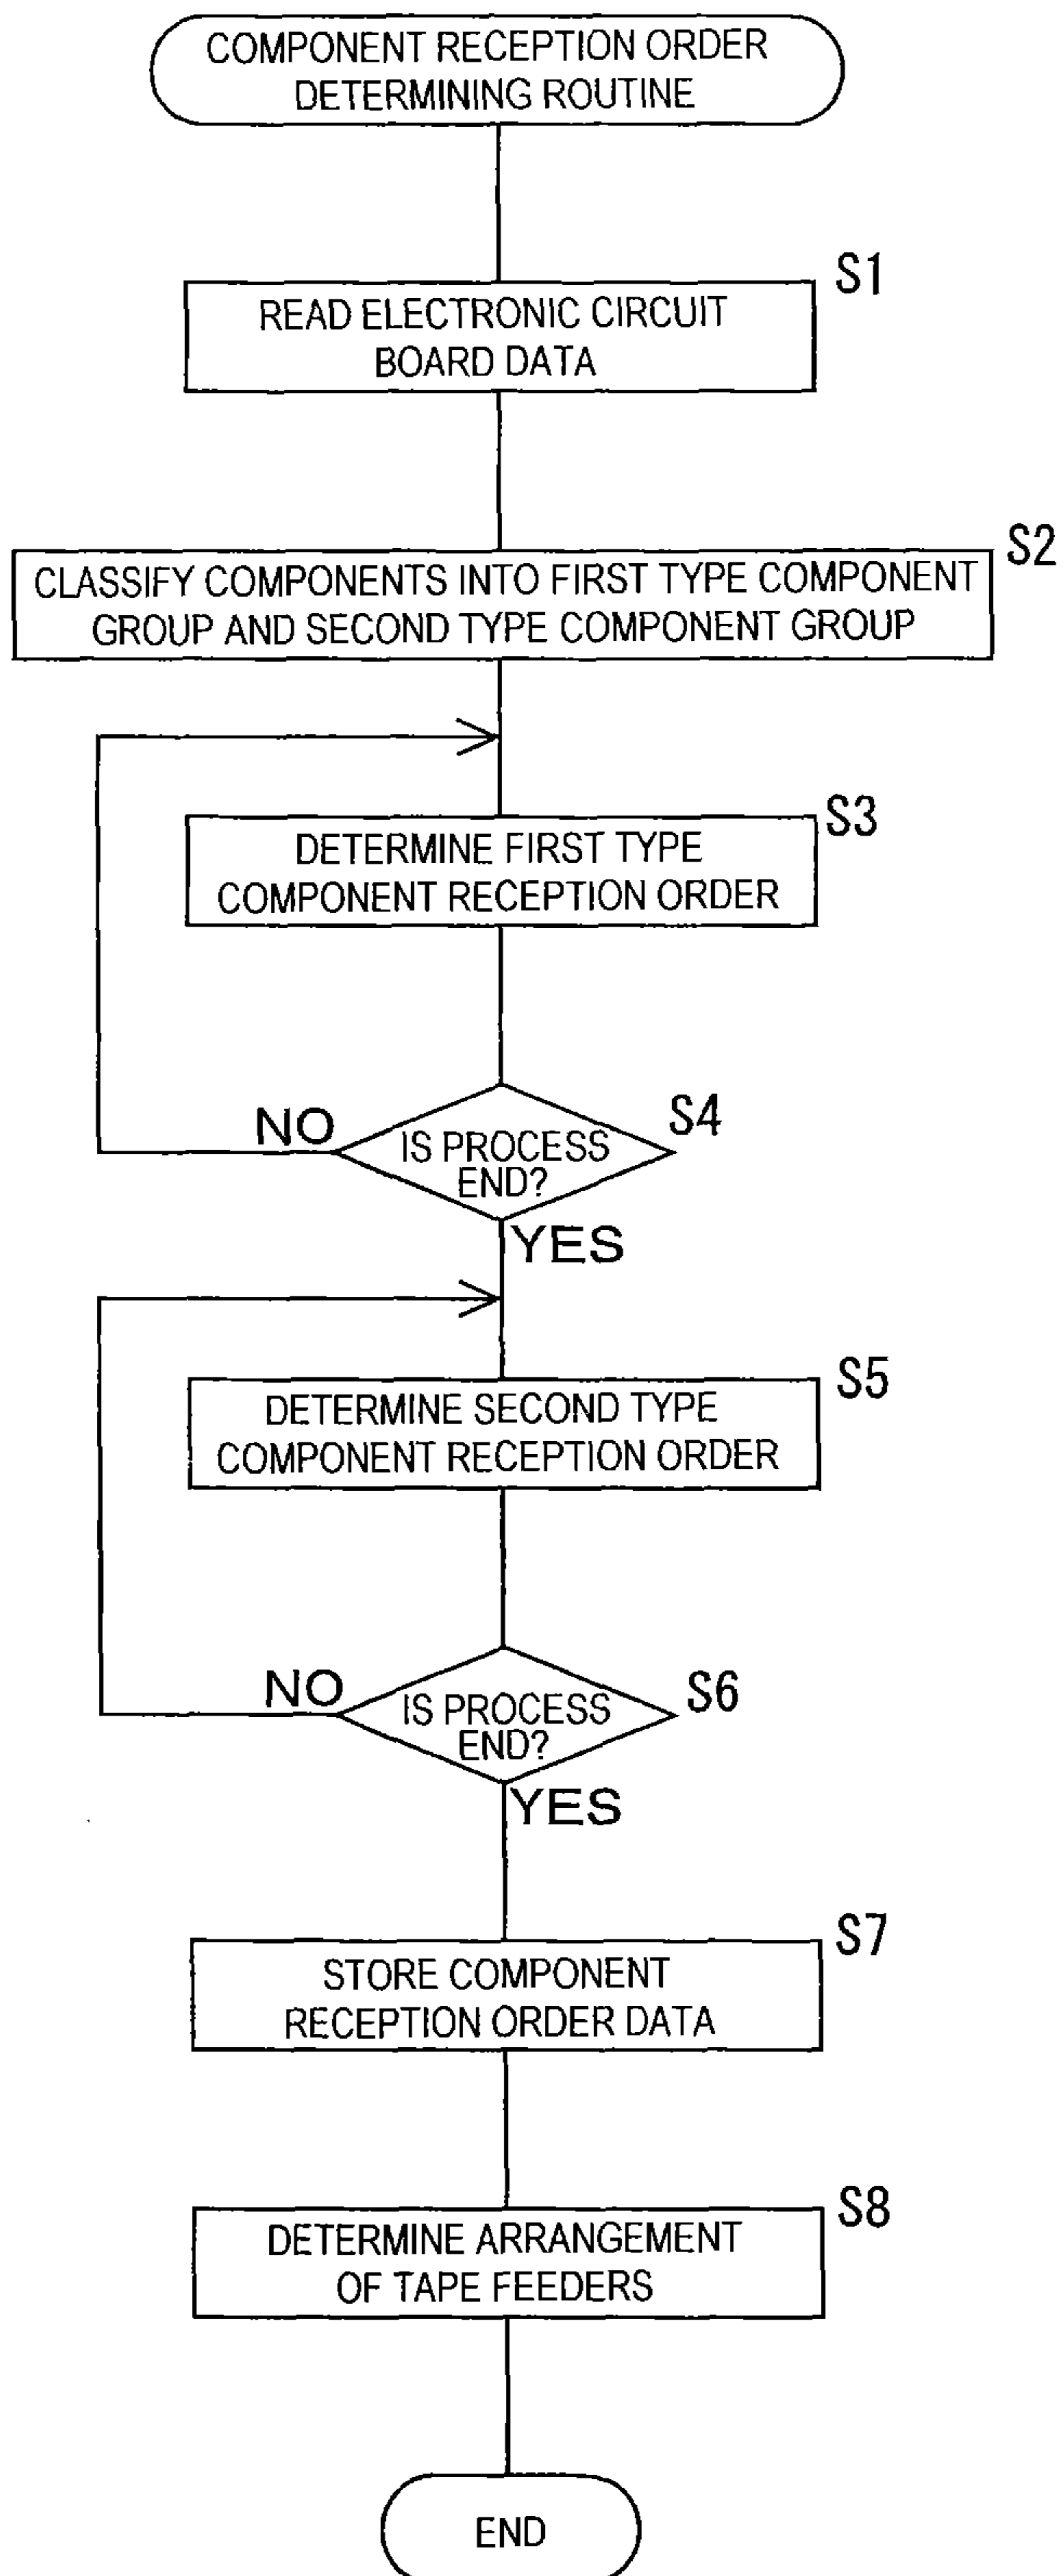 COMPONENT RECEPTION ORDER
DETERMINING ROUTINE
S1
READ ELECTRONIC CIRCUIT
BOARD DATA
S2
CLASSIFY COMPONENTS INTO FIRST TYPE COMPONENT
GROUP AND SECOND TYPE COMPONENT GROUP
S3
DETERMINE FIRST TYPE
COMPONENT RECEPTION ORDER
S4
NO
IS PROCESS
END?
YES
S5
DETERMINE SECOND TYPE
COMPONENT RECEPTION ORDER
S6
NO
IS PROCESS
END?
YES
S7
STORE COMPONENT
RECEPTION ORDER DATA
S8
DETERMINE ARRANGEMENT
OF TAPE FEEDERS
END